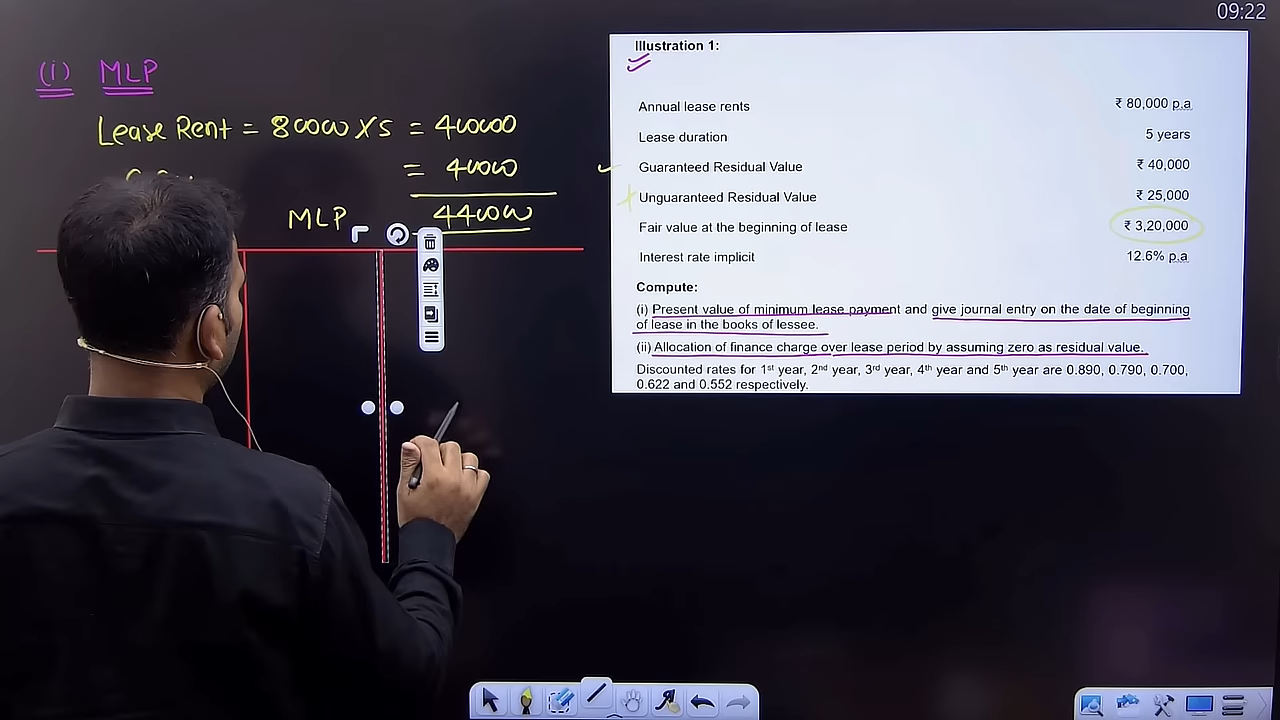 09:22
(i) MLP
Lease Rent = 80000 X 5 = 400000
= 40000
MLP 440000
Illustration 1:
Annual lease rents ₹ 80,000 p.a
Lease duration 5 years
Guaranteed Residual Value ₹ 40,000
Unguaranteed Residual Value ₹ 25,000
Fair value at the beginning of lease ₹ 3,20,000
Interest rate implicit 12.6% p.a
Compute:
(i) Present value of minimum lease payment and give journal entry on the date of beginning
of lease in the books of lessee.
(ii) Allocation of finance charge over lease period by assuming zero as residual value.
Discounted rates for 1st year, 2nd year, 3rd year, 4th year and 5th year are 0.890, 0.790, 0.700,
0.622 and 0.552 respectively.